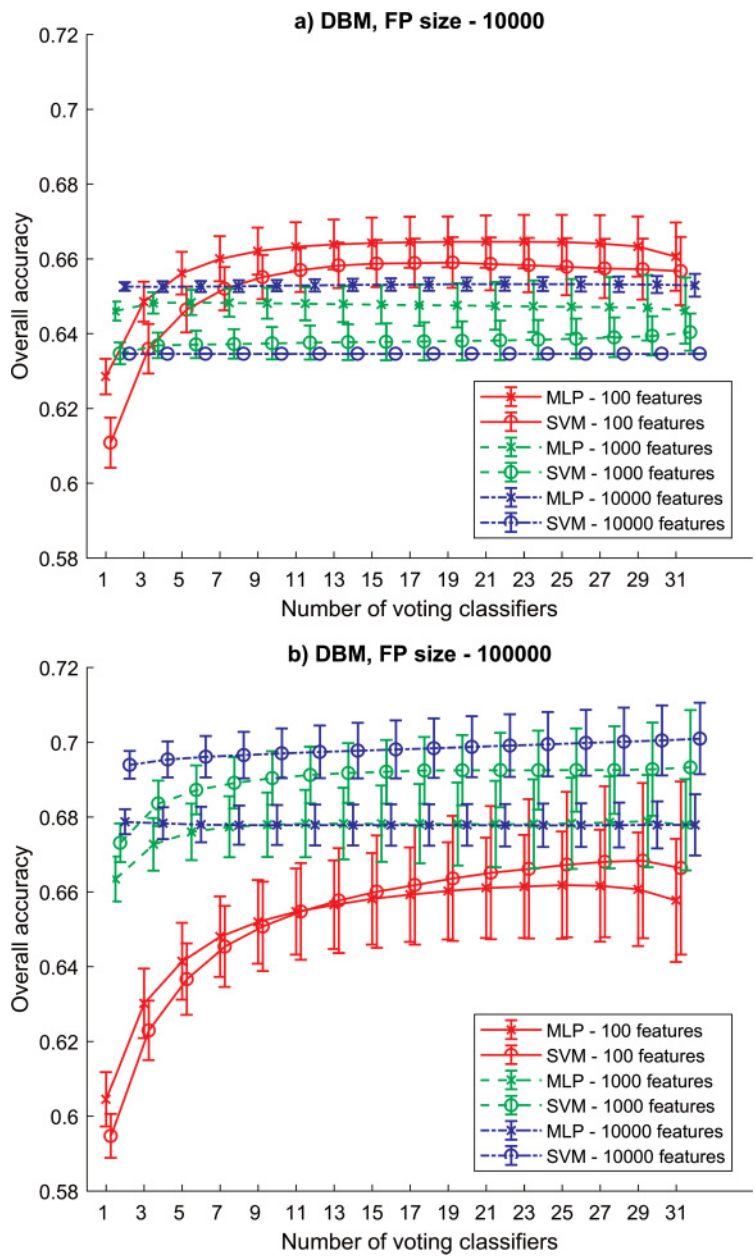 a) DBM, FP size - 10000
0.72
0.7
0.68
0.66
0.64
0.62
0.6
0.58
Overall accuracy
MLP - 100 features
SVM - 100 features
MLP - 1000 features
SVM - 1000 features
MLP - 10000 features
SVM - 10000 features
1 3 5 7 9 11 13 15 17 19 21 23 25 27 29 31
Number of voting classifiers
b) DBM, FP size - 100000
0.72
0.7
0.68
0.66
0.64
0.62
0.6
0.58
Overall accuracy
MLP - 100 features
SVM - 100 features
MLP - 1000 features
SVM - 1000 features
MLP - 10000 features
SVM - 10000 features
1 3 5 7 9 11 13 15 17 19 21 23 25 27 29 31
Number of voting classifiers